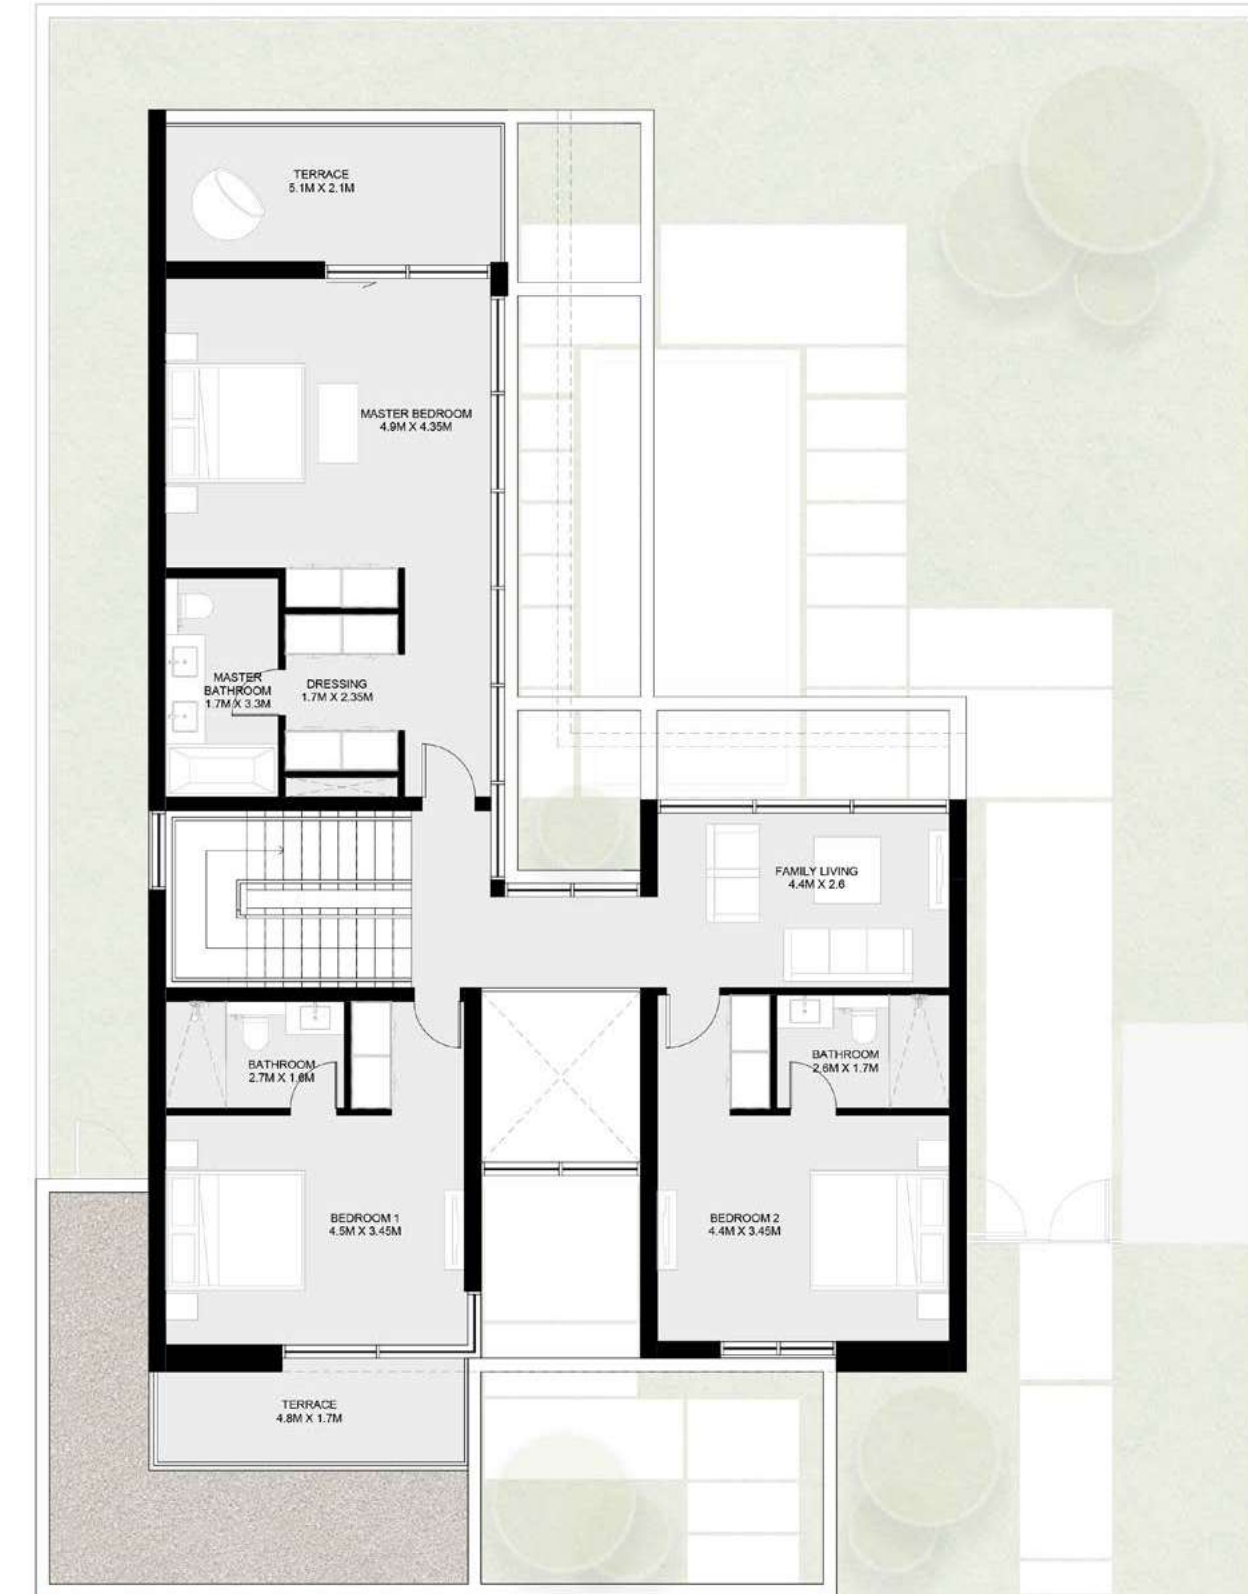 TERRACE
5.1M X 2.1M
MASTER BEDROOM
4.9M X 4.35M
MASTER
BATHROOM
1.7M X 3.3M
DRESSING
1.7M X 2.35M
FAMILY LIVING
4.4M X 2.6
BATHROOM
2.7M X 1.6M
BATHROOM
2.6M X 1.7M
BEDROOM 1
4.5M X 3.45M
BEDROOM 2
4.4M X 3.45M
TERRACE
4.8M X 1.7M